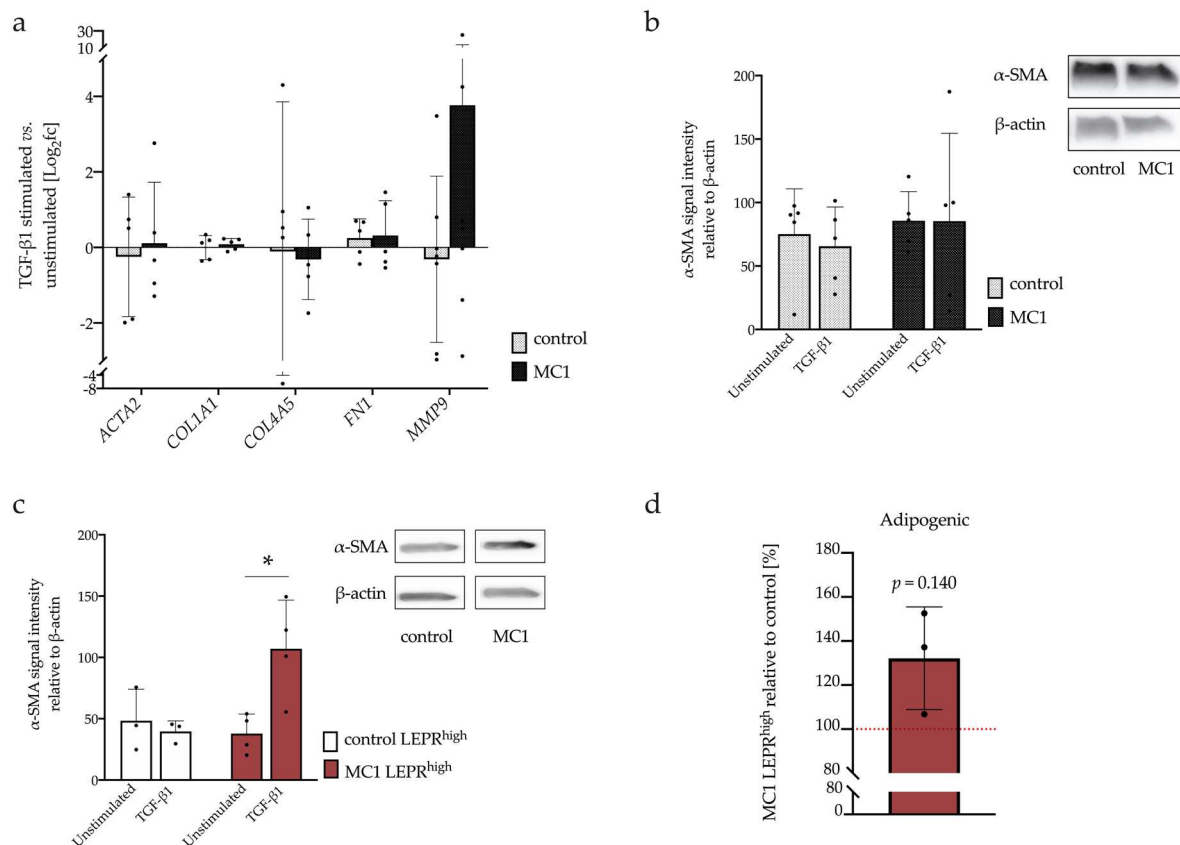 a
TGF-β1 stimulated vs.
unstimulated [Log2fc]
30
10
4
2
0
-2
-4
-8
ACTA2
COL1A1
COL4A5
FN1
MMP9
control
MC1
b
α-SMA signal intensity
relative to β-actin
200
150
100
50
0
Unstimulated
TGF-β1
Unstimulated
TGF-β1
control
MC1
α-SMA
β-actin
control MC1
c
α-SMA signal intensity
relative to β-actin
200
150
100
50
0
*
Unstimulated
TGF-β1
Unstimulated
TGF-β1
control LEPRhigh
MC1 LEPRhigh
α-SMA
β-actin
control MC1
d
Adipogenic
MC1 LEPRhigh relative to control [%]
180
160
140
120
100
80
80
0
p = 0.140